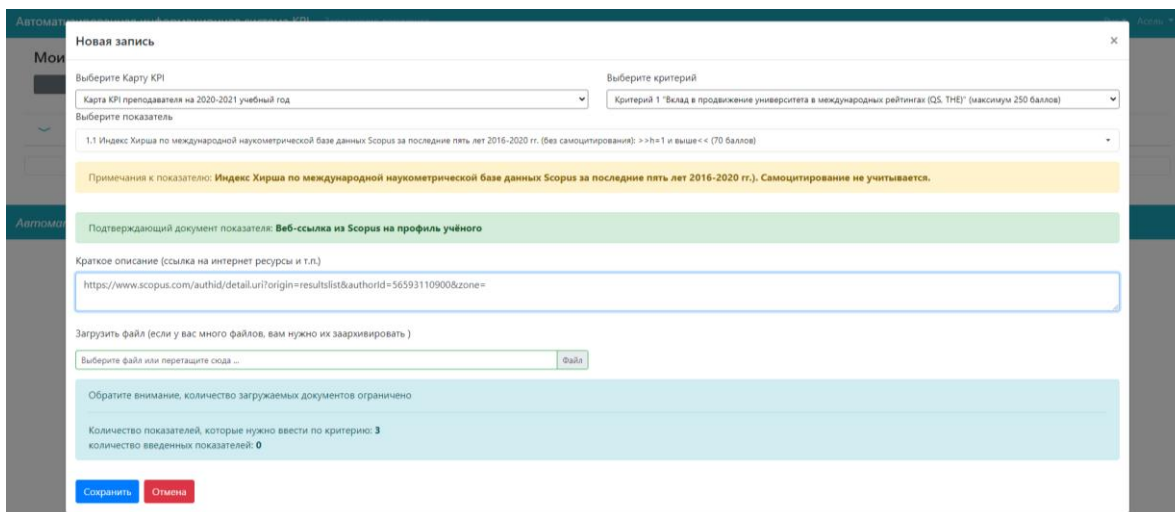 Автомат
Асель
Мои
Новая запись
×
Выберите Карту KPI
Выберите критерий
Карта KPI преподавателя на 2020-2021 учебный год
Критерий 1 "Вклад в продвижение университета в международных рейтингах (QS, THE)" (максимум 250 баллов)
Выберите показатель
1.1 Индекс Хирша по международной наукометрической базе данных Scopus за последние пять лет 2016-2020 гг. (без самоцитирования): >>h=1 и выше<< (70 баллов)
Примечания к показателю: Индекс Хирша по международной наукометрической базе данных Scopus за последние пять лет 2016-2020 гг.). Самоцитирование не учитывается.
Автомат
Подтверждающий документ показателя: Веб-ссылка из Scopus на профиль учёного
Краткое описание (ссылка на интернет ресурсы и т.п.)
https://www.scopus.com/authid/detail.uri?origin=resultslist&authorId=56593110900&zone=
Загрузить файл (если у вас много файлов, вам нужно их заархивировать )
Выберите файл или перетащите сюда ...
Файл
Обратите внимание, количество загружаемых документов ограничено
Количество показателей, которые нужно ввести по критерию: 3
количество введенных показателей: 0
Сохранить
Отмена